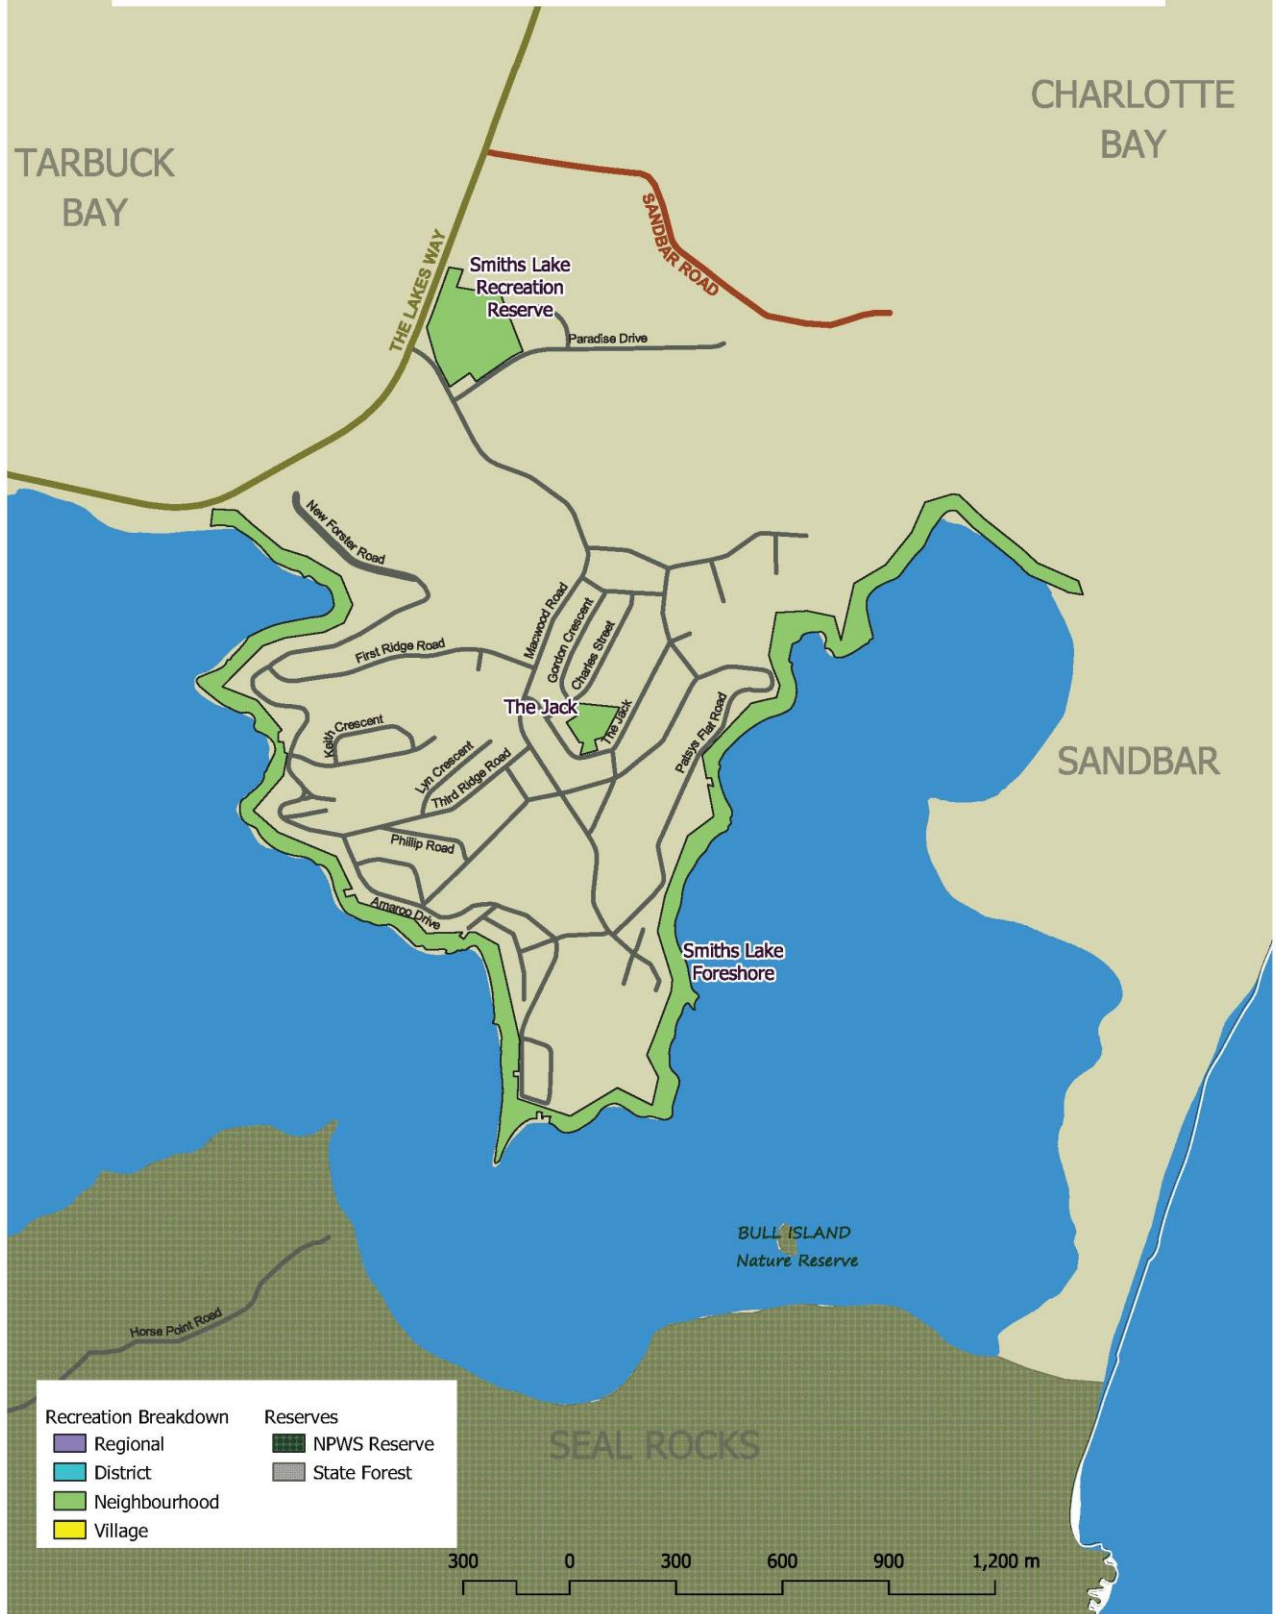 CHARLOTTE
BAY
TARBUCK
BAY
SANDBAR ROAD
THE LAKES WAY
Smiths Lake
Recreation
Reserve
Paradise Drive
New Forster Road
Macwood Road
Gordon Crescent
Charles Street
First Ridge Road
The Jack
The Jack
Patsys Flat Road
Keith Crescent
Lyn Crescent
Third Ridge Road
SANDBAR
Phillip Road
Amaroo Drive
Smiths Lake
Foreshore
BULL ISLAND
Nature Reserve
Horse Point Road
SEAL ROCKS
Recreation Breakdown
Regional
District
Neighbourhood
Village
Reserves
NPWS Reserve
State Forest
300 0 300 600 900 1,200 m